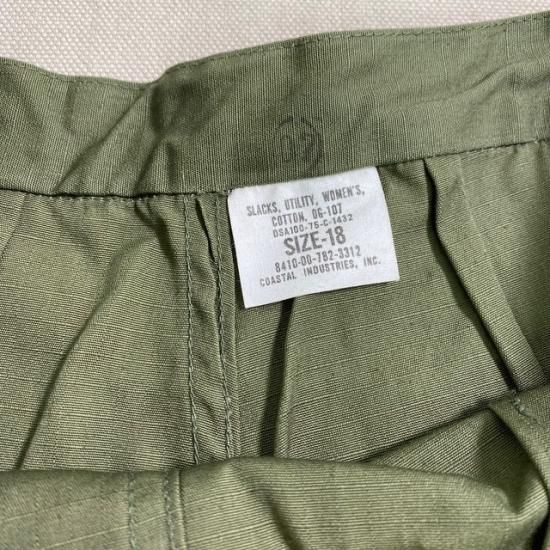 SLACKS, UTILITY, WOMEN'S,
COTTON, OG-107
DSA100-75-C-1432
SIZE-18
8410-00-782-3312
COASTAL INDUSTRIES, INC.